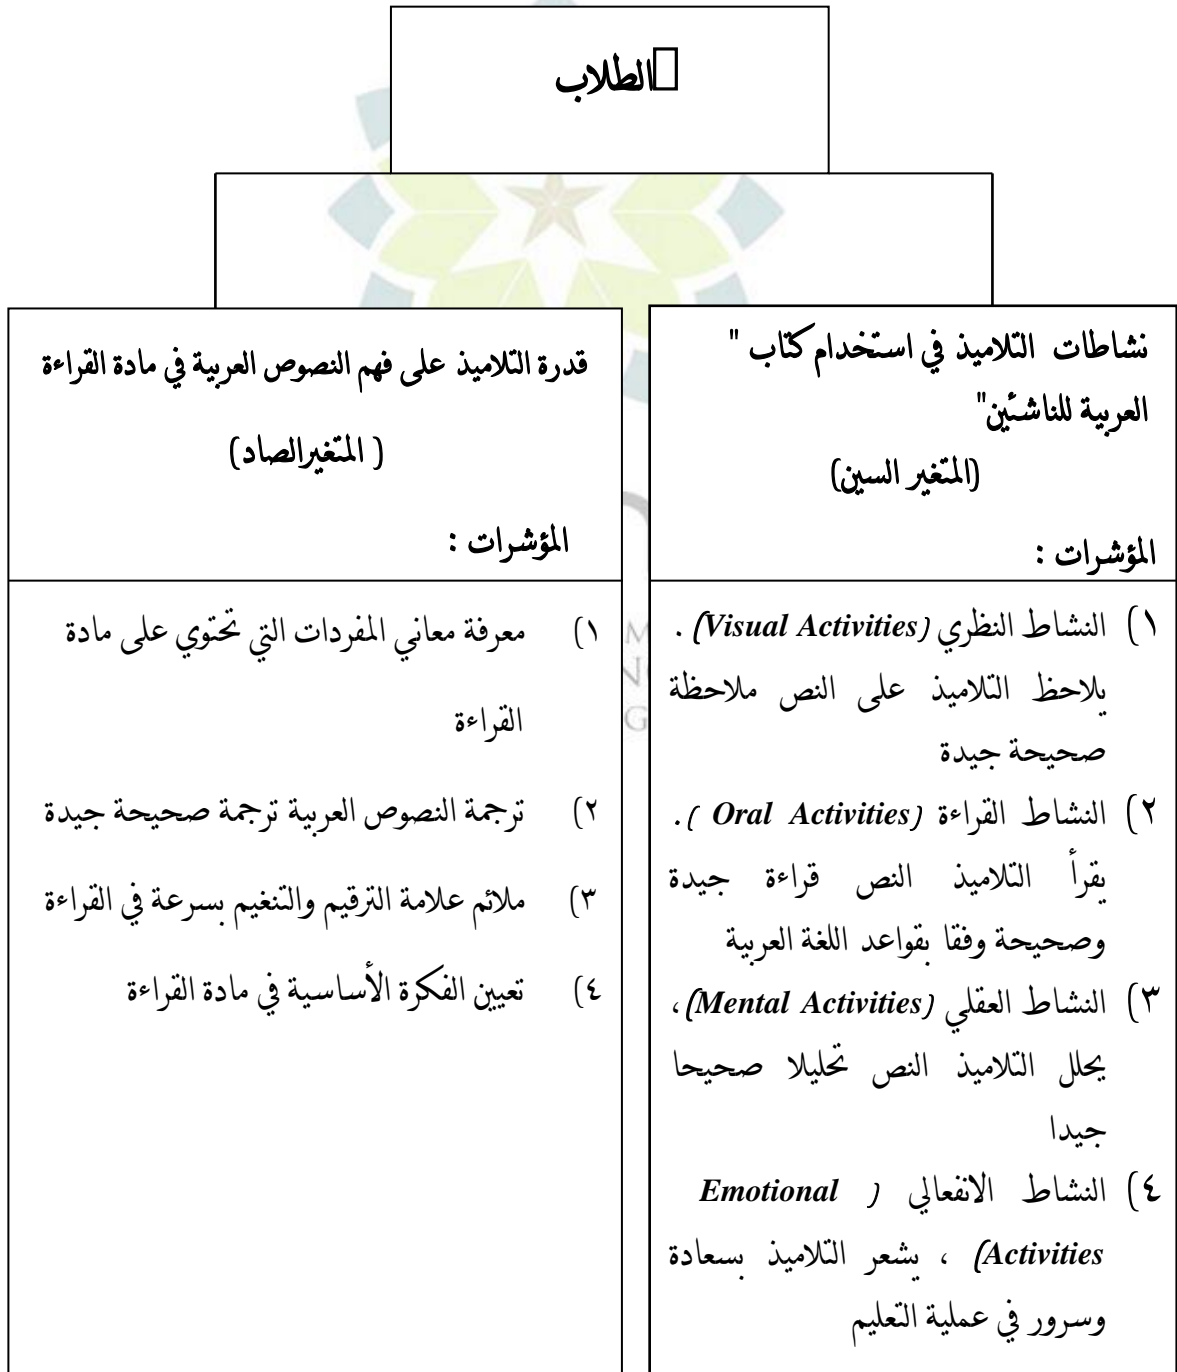 الطلاب
نشاطات التلاميذ في استخدام كتاب "
العربية للناشئين"
(المتغير السين)
المؤشرات :
١) النشاط النظري (Visual Activities) .
يلاحظ التلاميذ على النص ملاحظة
صحيحة جيدة
٢) النشاط القراءة (Oral Activities ) .
يقرأ التلاميذ النص قراءة جيدة
وصحيحة وفقا بقواعد اللغة العربية
٣) النشاط العقلي (Mental Activities)،
يحلل التلاميذ النص تحليلا صحيحا
جيدا
٤) النشاط الانفعالي ( Emotional
Activities) ، يشعر التلاميذ بسعادة
وسرور في عملية التعليم
قدرة التلاميذ على فهم النصوص العربية في مادة القراءة
( المتغيرالصاد)
المؤشرات :
١) معرفة معاني المفردات التي تحتوي على مادة
القراءة
٢) ترجمة النصوص العربية ترجمة صحيحة جيدة
٣) ملائم علامة الترقيم والتنغيم بسرعة في القراءة
٤) تعيين الفكرة الأساسية في مادة القراءة